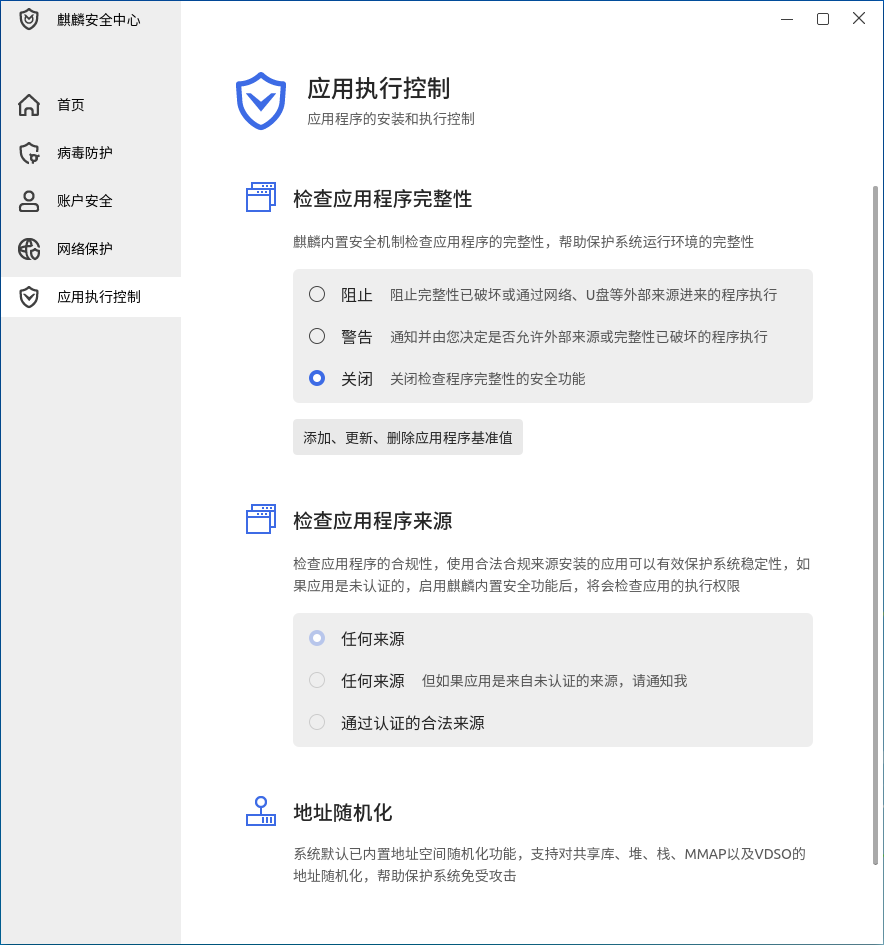 麒麟安全中心
首页
病毒防护
账户安全
网络保护
应用执行控制
应用执行控制
应用程序的安装和执行控制
检查应用程序完整性
麒麟内置安全机制检查应用程序的完整性，帮助保护系统运行环境的完整性
阻止 阻止完整性已破坏或通过网络、U盘等外部来源进来的程序执行
警告 通知并由您决定是否允许外部来源或完整性已破坏的程序执行
关闭 关闭检查程序完整性的安全功能
添加、更新、删除应用程序基准值
检查应用程序来源
检查应用程序的合规性，使用合法合规来源安装的应用可以有效保护系统稳定性，如
果应用是未认证的，启用麒麟内置安全功能后，将会检查应用的执行权限
任何来源
任何来源 但如果应用是来自未认证的来源，请通知我
通过认证的合法来源
地址随机化
系统默认已内置地址空间随机化功能，支持对共享库、堆、栈、MMAP以及VDSO的
地址随机化，帮助保护系统免受攻击